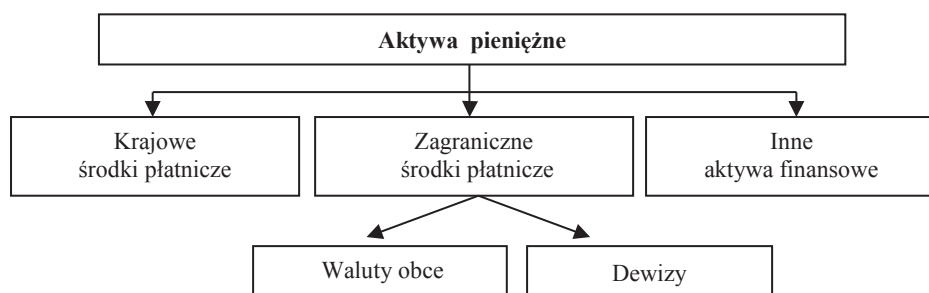 Aktywa pieniężne
Krajowe
środki płatnicze
Zagraniczne
środki płatnicze
Inne
aktywa finansowe
Waluty obce
Dewizy